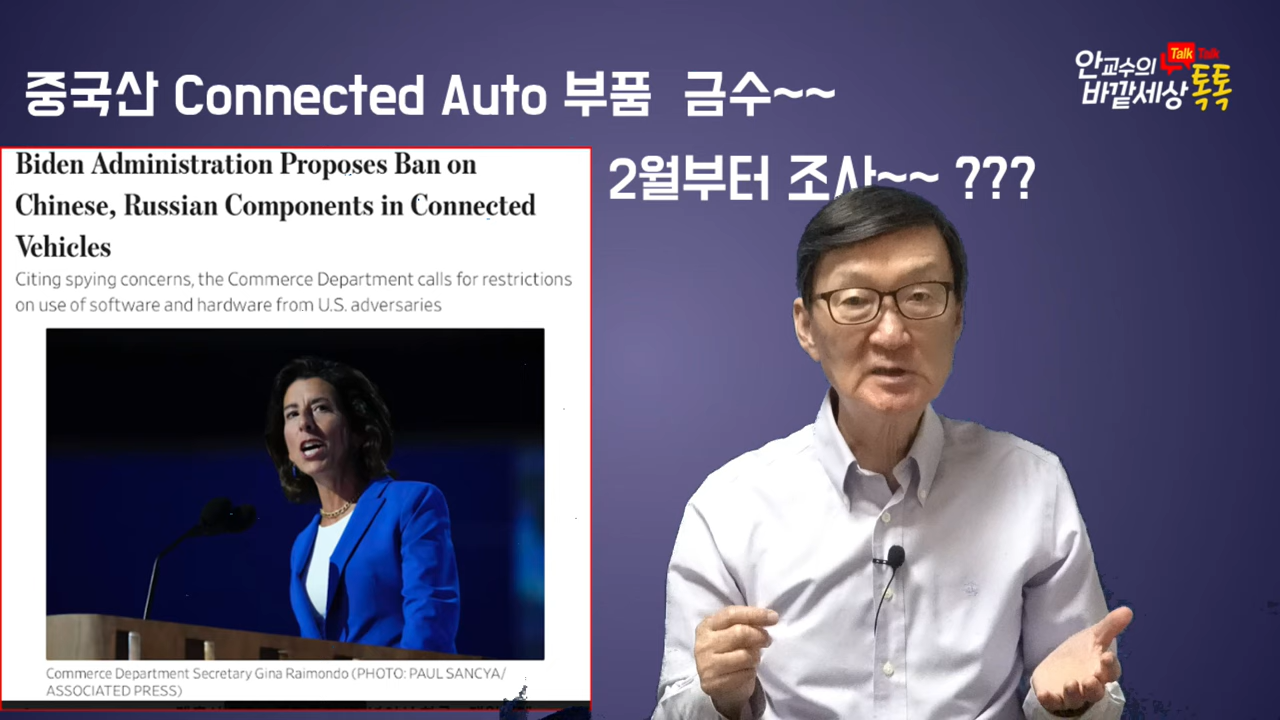 중국산 Connected Auto 부품 금수~~
안교수의 Talk Talk
바깥세상 톡톡
2월부터 조사~~ ???
Biden Administration Proposes Ban on
Chinese, Russian Components in Connected
Vehicles
Citing spying concerns, the Commerce Department calls for restrictions
on use of software and hardware from U.S. adversaries
Commerce Department Secretary Gina Raimondo (PHOTO: PAUL SANCYA/
ASSOCIATED PRESS)